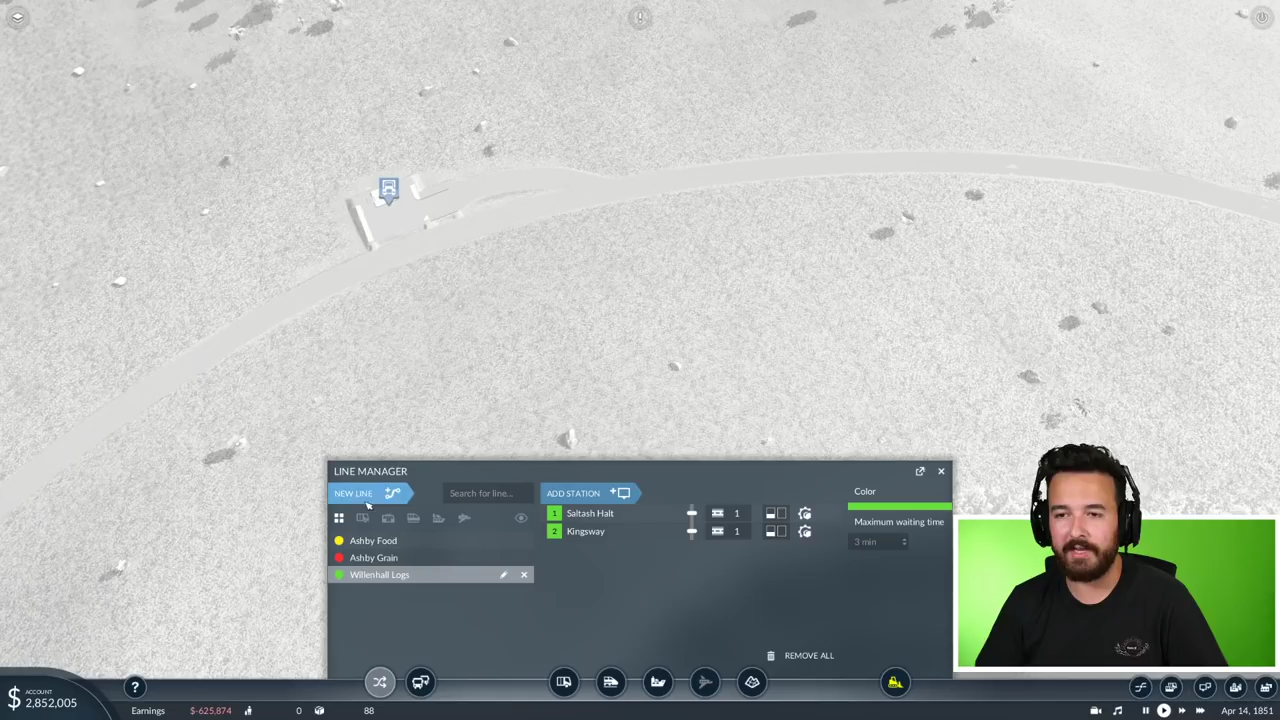 LINE MANAGER
NEW LINE
Search for line...
ADD STATION
Color
1 Saltash Halt 1
2 Kingsway 1
Maximum waiting time
3 min
Ashby Food
Ashby Grain
Willenhall Logs
REMOVE ALL
$ ACCOUNT
2,852,005
?
Earnings $-625,874 0 88
Apr 14, 1851